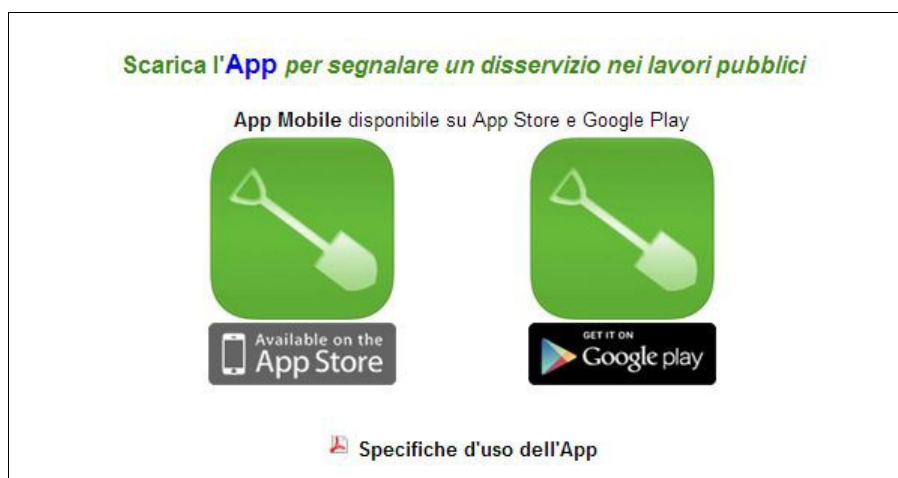 Scarica l'App per segnalare un disservizio nei lavori pubblici
App Mobile disponibile su App Store e Google Play
Available on the
App Store
GET IT ON
Google play
Specifiche d'uso dell'App